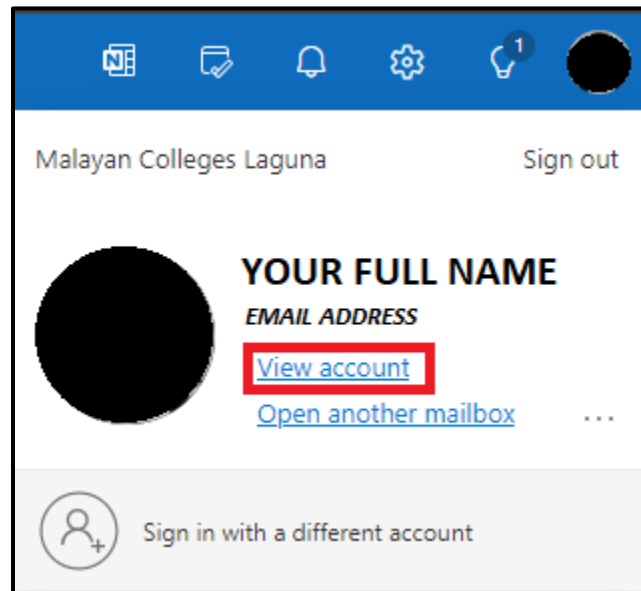 N
1
Malayan Colleges Laguna Sign out
YOUR FULL NAME
EMAIL ADDRESS
View account
Open another mailbox ...
Sign in with a different account